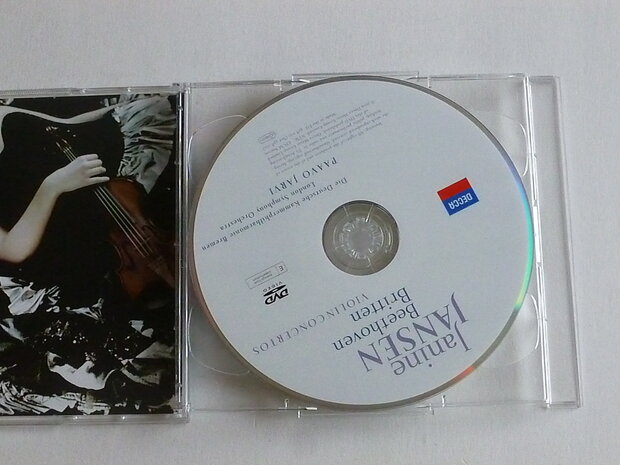 Janine
JANSEN
Beethoven
Britten
VIOLIN CONCERTOS
DVD
VIDEO
DECCA
Die Deutsche Kammerphilharmonie Bremen
London Symphony Orchestra
PAAVO JÄRVI